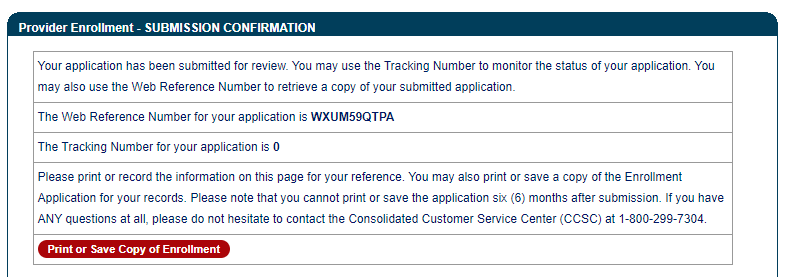 Provider Enrollment - SUBMISSION CONFIRMATION
Your application has been submitted for review. You may use the Tracking Number to monitor the status of your application. You
may also use the Web Reference Number to retrieve a copy of your submitted application.
The Web Reference Number for your application is WXUM59QTPA
The Tracking Number for your application is 0
Please print or record the information on this page for your reference. You may also print or save a copy of the Enrollment
Application for your records. Please note that you cannot print or save the application six (6) months after submission. If you have
ANY questions at all, please do not hesitate to contact the Consolidated Customer Service Center (CCSC) at 1-800-299-7304.
Print or Save Copy of Enrollment